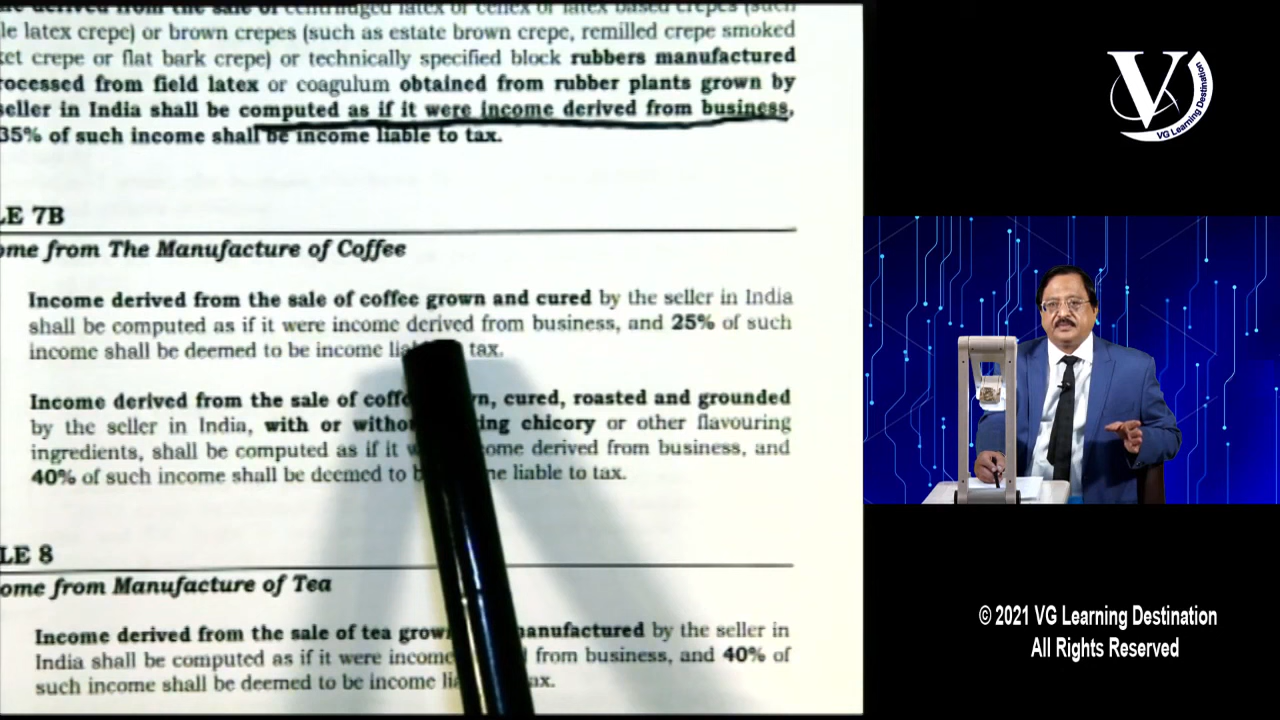 le latex crepe) or brown crepes (such as estate brown crepe, remilled crepe smoked
crepe or flat bark crepe) or technically specified block rubbers manufactured
ocessed from field latex or coagulum obtained from rubber plants grown by
seller in India shall be computed as if it were income derived from business,
35% of such income shall be income liable to tax.
LE 7B
ome from The Manufacture of Coffee
Income derived from the sale of coffee grown and cured by the seller in India
shall be computed as if it were income derived from business, and 25% of such
income shall be deemed to be income tax.
Income derived from the sale of cured, roasted and grounded
by the seller in India, with or chicory or other flavouring
ingredients, shall be computed as if it derived from business, and
40% of such income shall be deemed to liable to tax.
LE 8
ome from Manufacture of Tea
Income derived from the sale of tea manufactured by the seller in
India shall be computed as if it were income from business, and 40% of
such income shall be deemed to be income
V
VG Learning Destination
© 2021 VG Learning Destination
All Rights Reserved